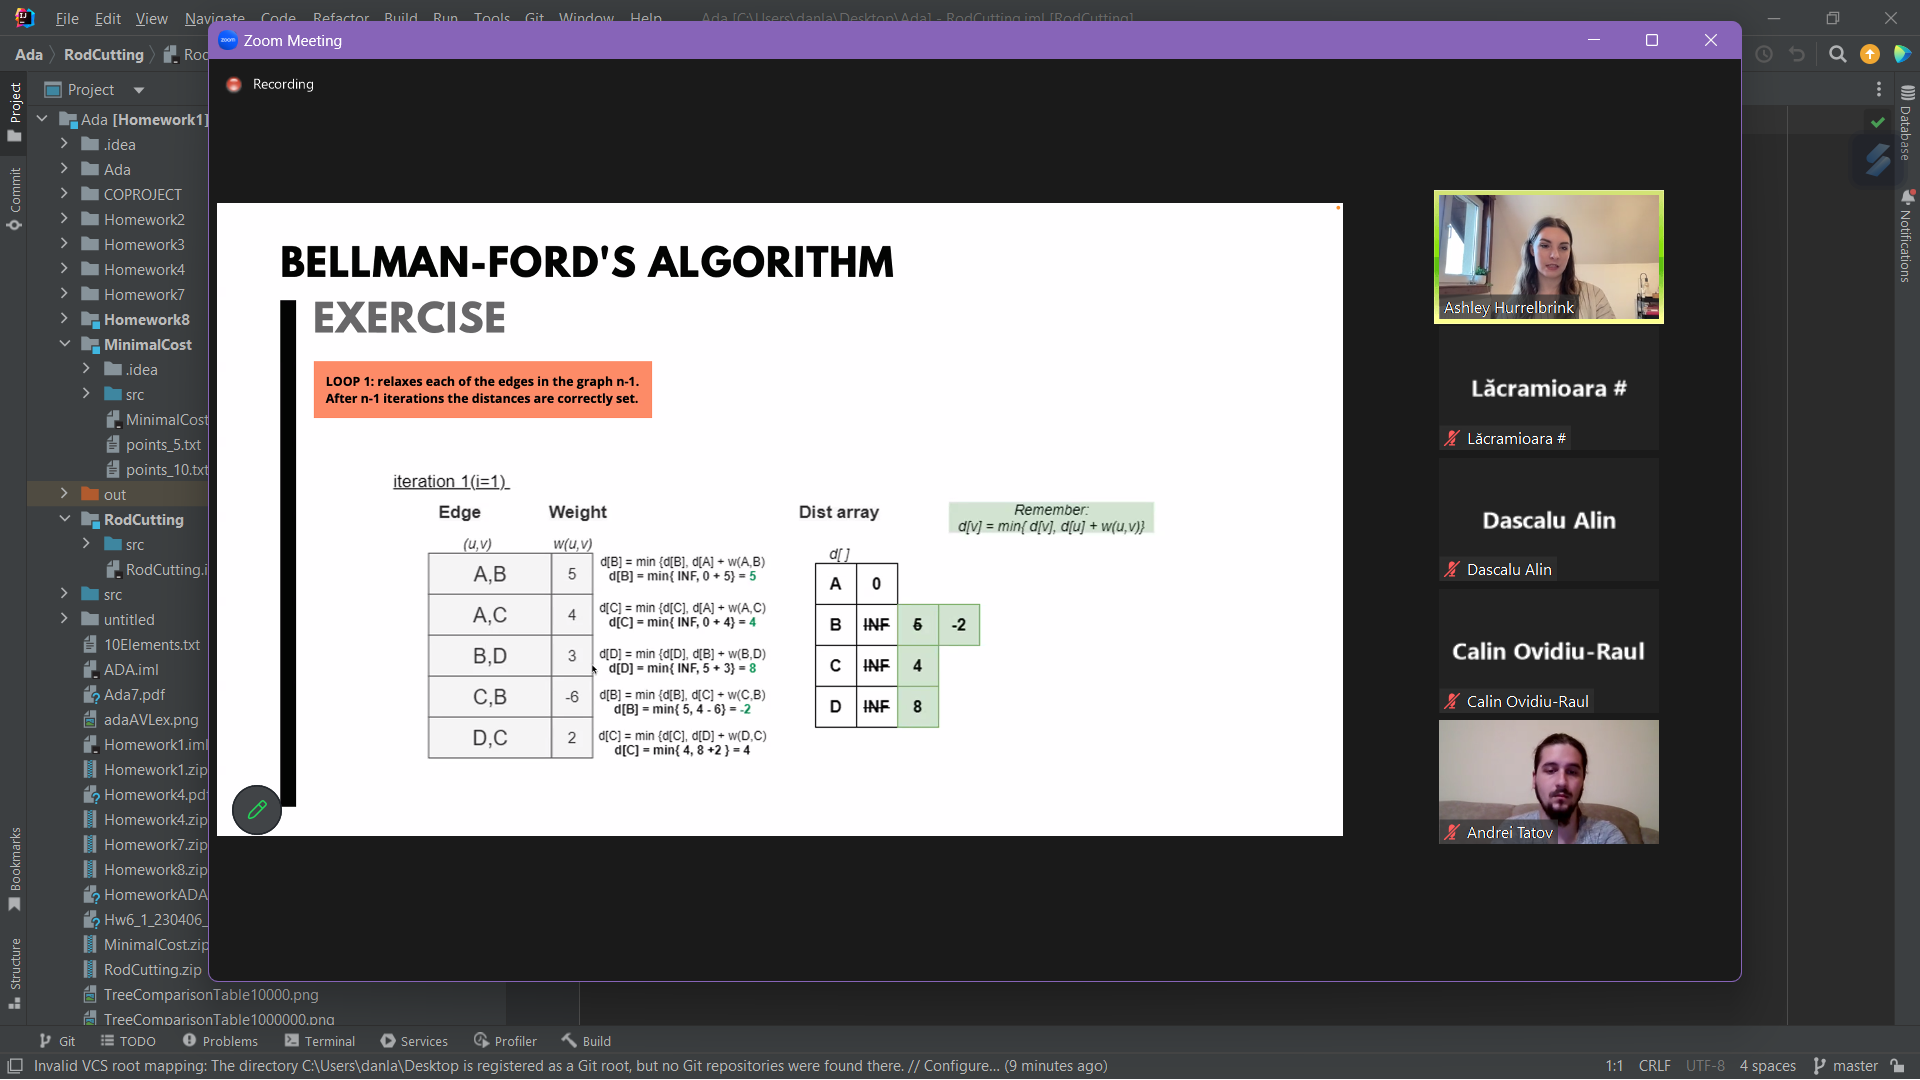 File Edit View Navigate Code Refactor Build Run Tools Git Window Help Ada [C:\Users\danla\Desktop\Ada] - RodCutting.iml [RodCutting]
Zoom Meeting
Ada RodCutting
Recording
Project
Ada [Homework1]
.idea
Ada
COPROJECT
Homework2
Homework3
Homework4
Homework7
Homework8
MinimalCost
.idea
src
MinimalCost
points_5.txt
points_10.txt
out
RodCutting
src
RodCutting.i
src
untitled
10Elements.txt
ADA.iml
Ada7.pdf
adaAVLex.png
Homework1.iml
Homework1.zip
Homework4.pdf
Homework4.zip
Homework7.zip
Homework8.zip
HomeworkADA
Hw6_1_230406_
MinimalCost.zip
RodCutting.zip
TreeComparisonTable10000.png
TreeComparisonTable1000000.png
Project
Commit
Bookmarks
Structure
BELLMAN-FORD'S ALGORITHM
EXERCISE
LOOP 1: relaxes each of the edges in the graph n-1.
After n-1 iterations the distances are correctly set.
iteration 1(i=1)
Edge Weight
(u,v) w(u,v)
A,B 5 d[B] = min {d[B], d[A] + w(A,B)
d[B] = min{ INF, 0 + 5} = 5
A,C 4 d[C] = min {d[C], d[A] + w(A,C)
d[C] = min{ INF, 0 + 4} = 4
B,D 3 d[D] = min {d[D], d[B] + w(B,D)
d[D] = min{ INF, 5 + 3} = 8
C,B -6 d[B] = min {d[B], d[C] + w(C,B)
d[B] = min{ 5, 4 - 6} = -2
D,C 2 d[C] = min {d[C], d[D] + w(D,C)
d[C] = min{ 4, 8 +2 } = 4
Dist array
d[ ]
A 0
B INF 5 -2
C INF 4
D INF 8
Remember:
d[v] = min{ d[v], d[u] + w(u,v)}
Ashley Hurrelbrink
Lăcramioara #
Lăcramioara #
Dascalu Alin
Dascalu Alin
Calin Ovidiu-Raul
Calin Ovidiu-Raul
Andrei Tatov
Database
Notifications
Git TODO Problems Terminal Services Profiler Build
Invalid VCS root mapping: The directory C:\Users\danla\Desktop is registered as a Git root, but no Git repositories were found there. // Configure... (9 minutes ago) 1:1 CRLF UTF-8 4 spaces master